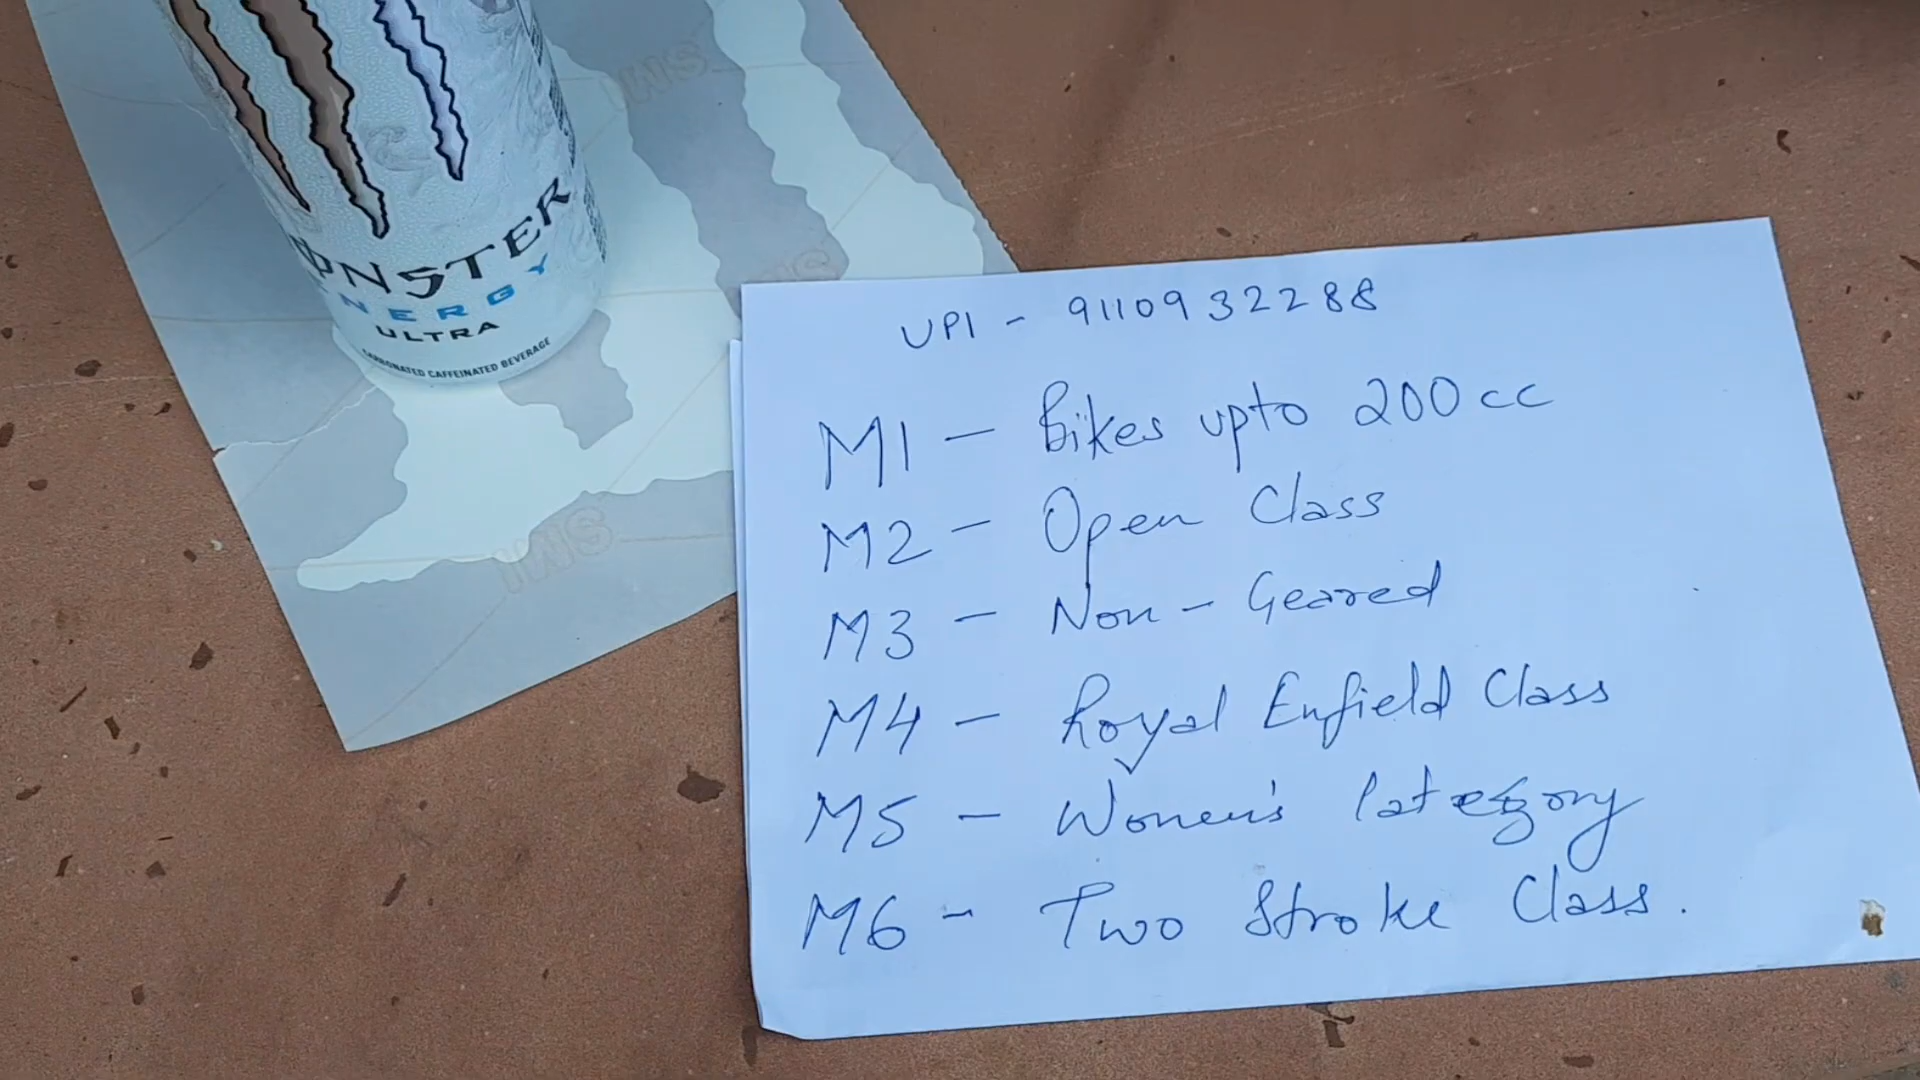 MONSTER
ENERGY
ULTRA
CARBONATED CAFFEINATED BEVERAGE
UPI - 9110932288
M1 - Bikes upto 200cc
M2 - Open Class
M3 - Non-Geared
M4 - Royal Enfield Class
M5 - Women's Category
M6 - Two Stroke Class.